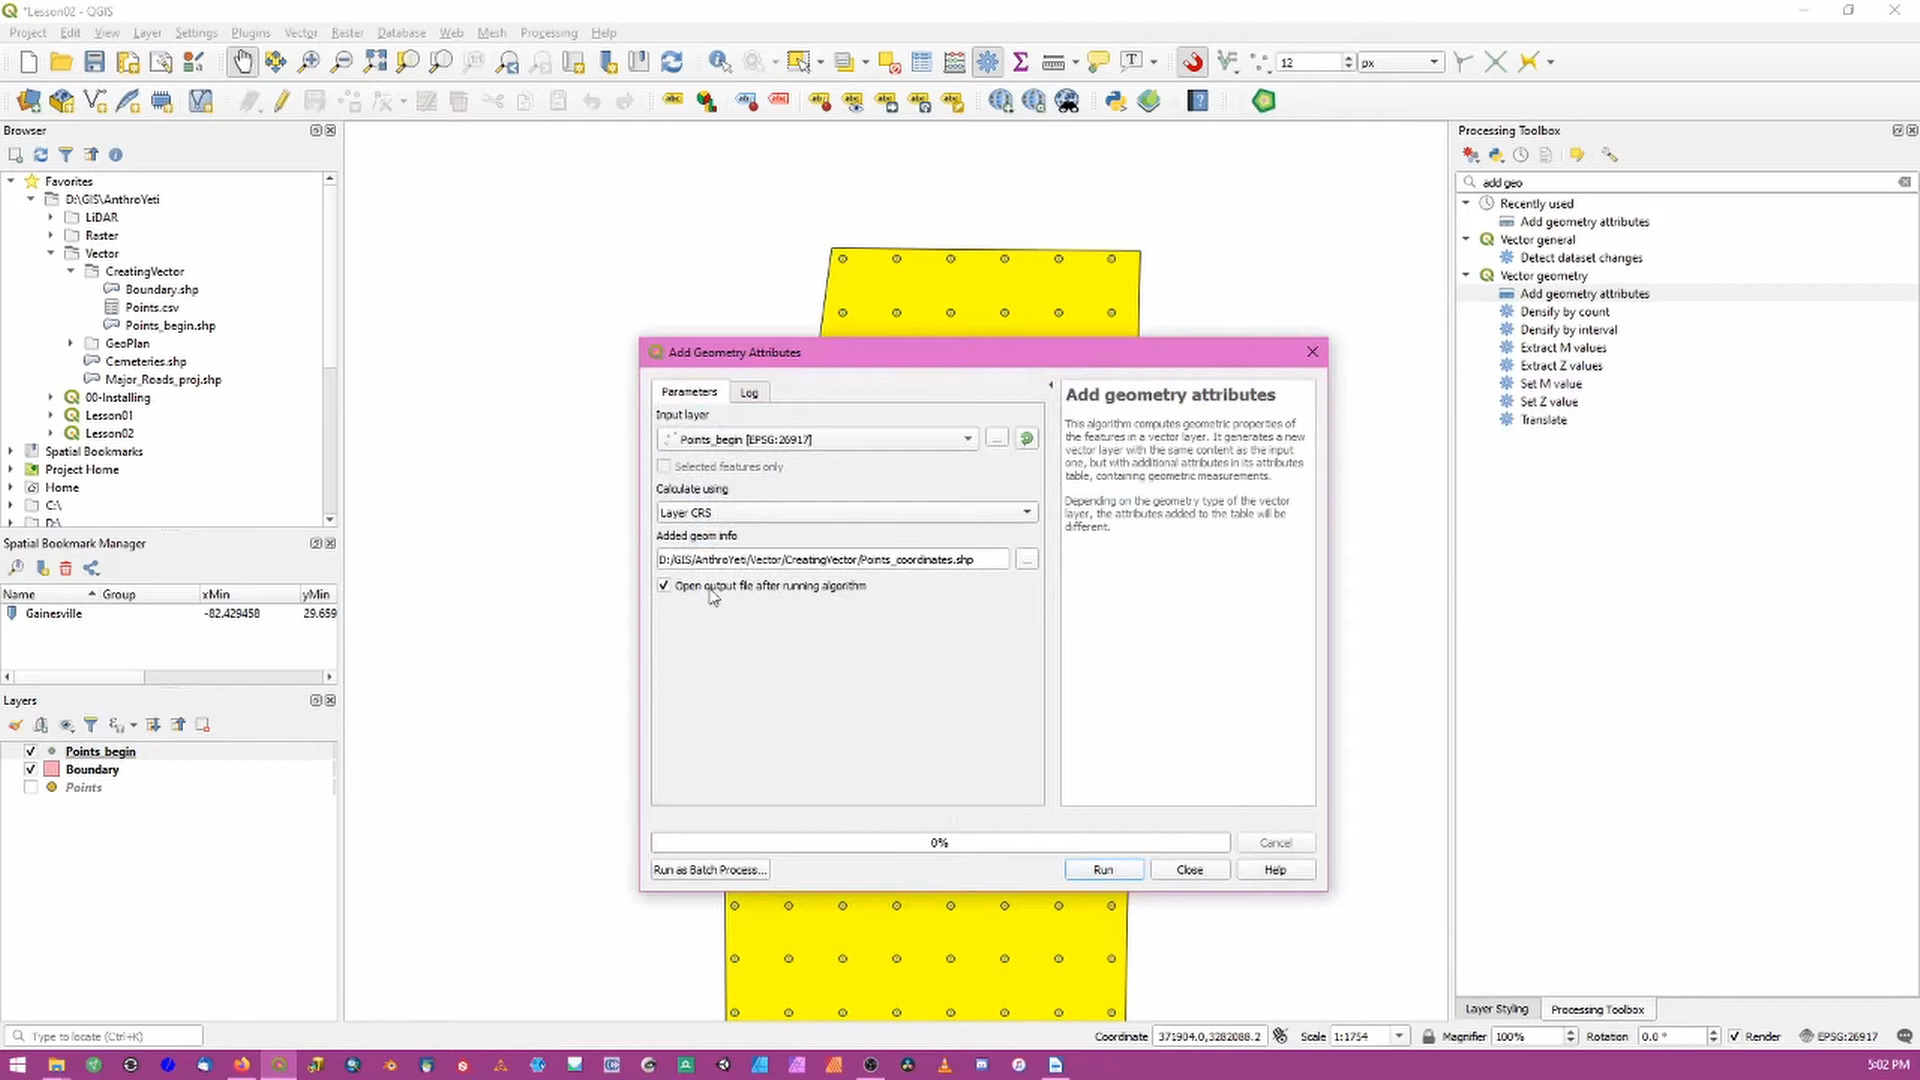 *Lesson02 - QGIS
Project Edit View Layer Settings Plugins Vector Raster Database Web Mesh Processing Help
12 px
Browser
Favorites
D:\GIS\AnthroYeti
LiDAR
Raster
Vector
CreatingVector
Boundary.shp
Points.csv
Points_begin.shp
GeoPlan
Cemeteries.shp
Major_Roads_proj.shp
00-Installing
Lesson01
Lesson02
Spatial Bookmarks
Project Home
Home
C:\
D:\
Spatial Bookmark Manager
Name Group xMin yMin
Gainesville -82.429458 29.659
Layers
Points_begin
Boundary
Points
Type to locate (Ctrl+K)
Add Geometry Attributes
Parameters Log
Input layer
Points_begin [EPSG:26917]
Selected features only
Calculate using
Layer CRS
Added geom info
D:/GIS/AnthroYeti/Vector/CreatingVector/Points_coordinates.shp
Open output file after running algorithm
Add geometry attributes
This algorithm computes geometric properties of
the features in a vector layer. It generates a new
vector layer with the same content as the input
one, but with additional attributes in its attributes
table, containing geometric measurements.
Depending on the geometry type of the vector
layer, the attributes added to the table will be
different.
0%
Cancel
Run as Batch Process...
Run
Close
Help
Processing Toolbox
add geo
Recently used
Add geometry attributes
Vector general
Detect dataset changes
Vector geometry
Add geometry attributes
Densify by count
Densify by interval
Extract M values
Extract Z values
Set M value
Set Z value
Translate
Layer Styling Processing Toolbox
Coordinate 371904.0,3282088.2 Scale 1:1754 Magnifier 100% Rotation 0.0 ° Render EPSG:26917
5:02 PM